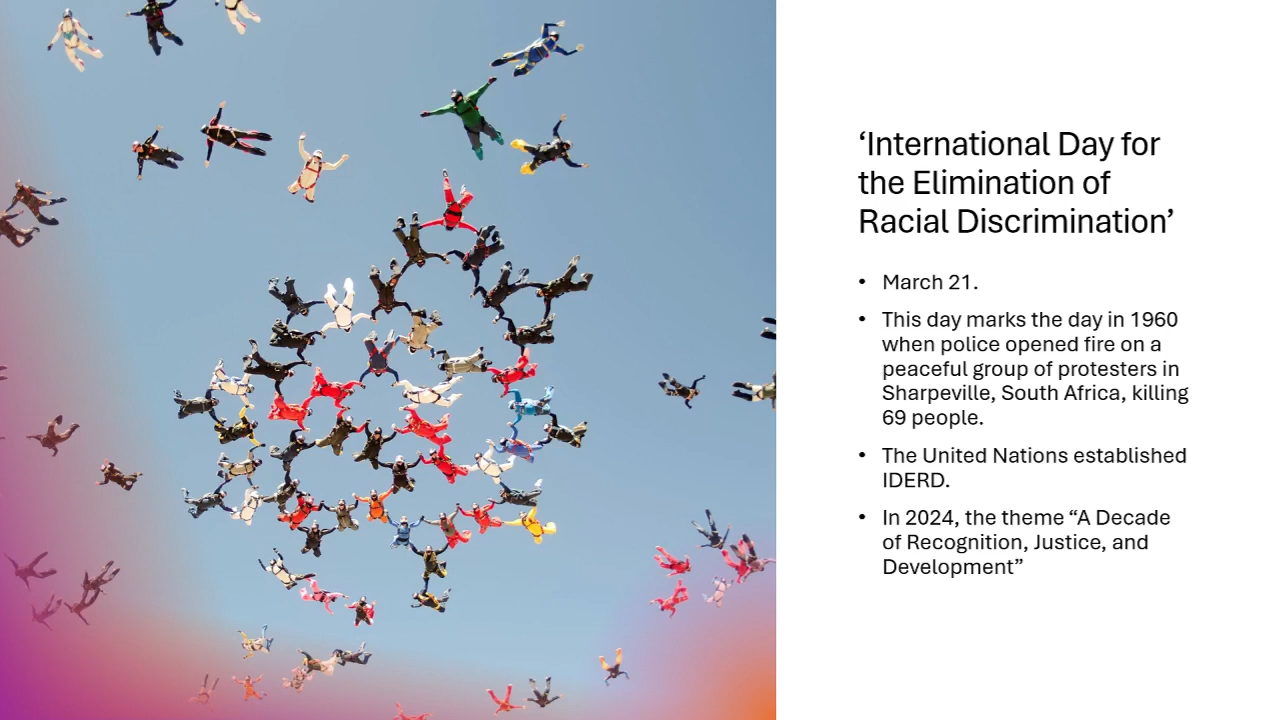 ‘International Day for
the Elimination of
Racial Discrimination’
• March 21.
• This day marks the day in 1960
when police opened fire on a
peaceful group of protesters in
Sharpeville, South Africa, killing
69 people.
• The United Nations established
IDERD.
• In 2024, the theme “A Decade
of Recognition, Justice, and
Development”